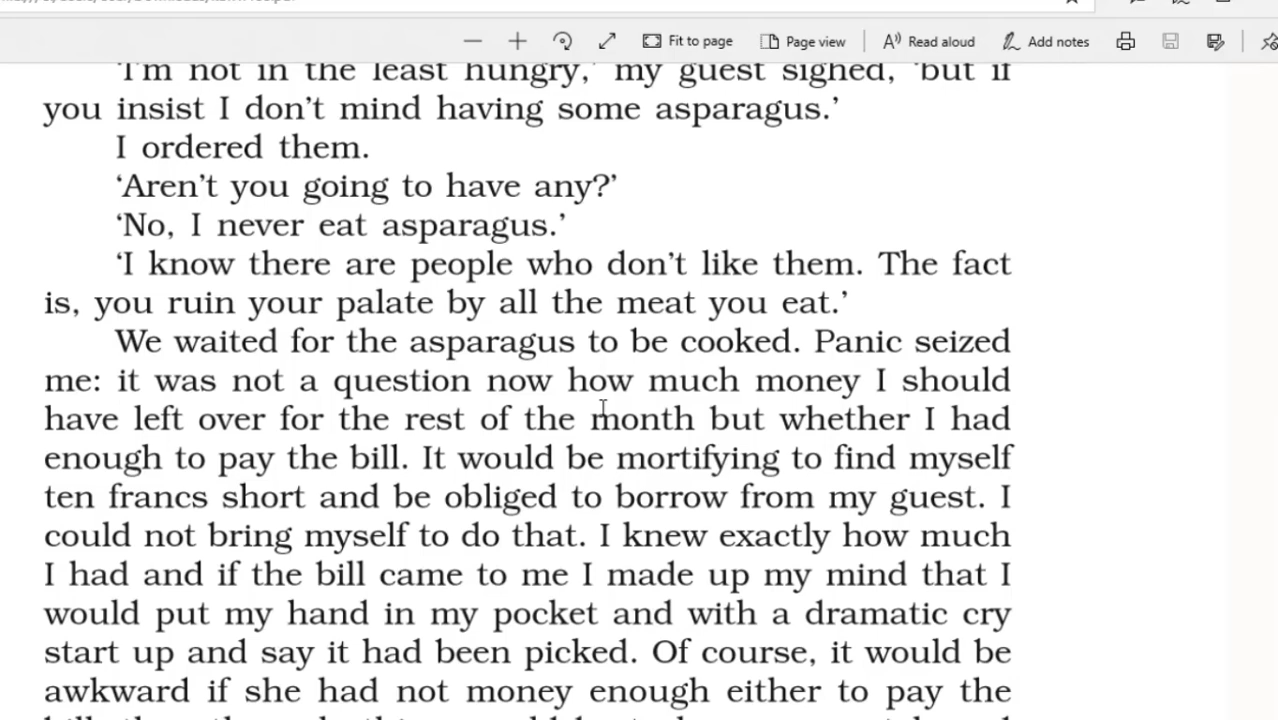 Fit to page
Page view
Read aloud
Add notes
'I'm not in the least hungry,' my guest sighed, 'but if
you insist I don't mind having some asparagus.’
I ordered them.
‘Aren’t you going to have any?’
‘No, I never eat asparagus.’
‘I know there are people who don’t like them. The fact
is, you ruin your palate by all the meat you eat.’
We waited for the asparagus to be cooked. Panic seized
me: it was not a question now how much money I should
have left over for the rest of the month but whether I had
enough to pay the bill. It would be mortifying to find myself
ten francs short and be obliged to borrow from my guest. I
could not bring myself to do that. I knew exactly how much
I had and if the bill came to me I made up my mind that I
would put my hand in my pocket and with a dramatic cry
start up and say it had been picked. Of course, it would be
awkward if she had not money enough either to pay the